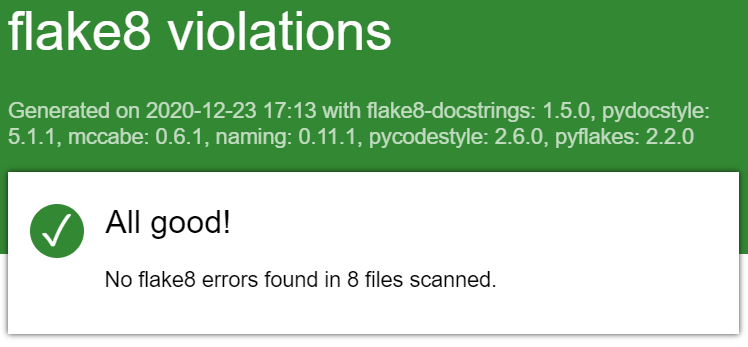 flake8 violations
Generated on 2020-12-23 17:13 with flake8-docstrings: 1.5.0, pydocstyle:
5.1.1, mccabe: 0.6.1, naming: 0.11.1, pycodestyle: 2.6.0, pyflakes: 2.2.0
All good!
No flake8 errors found in 8 files scanned.